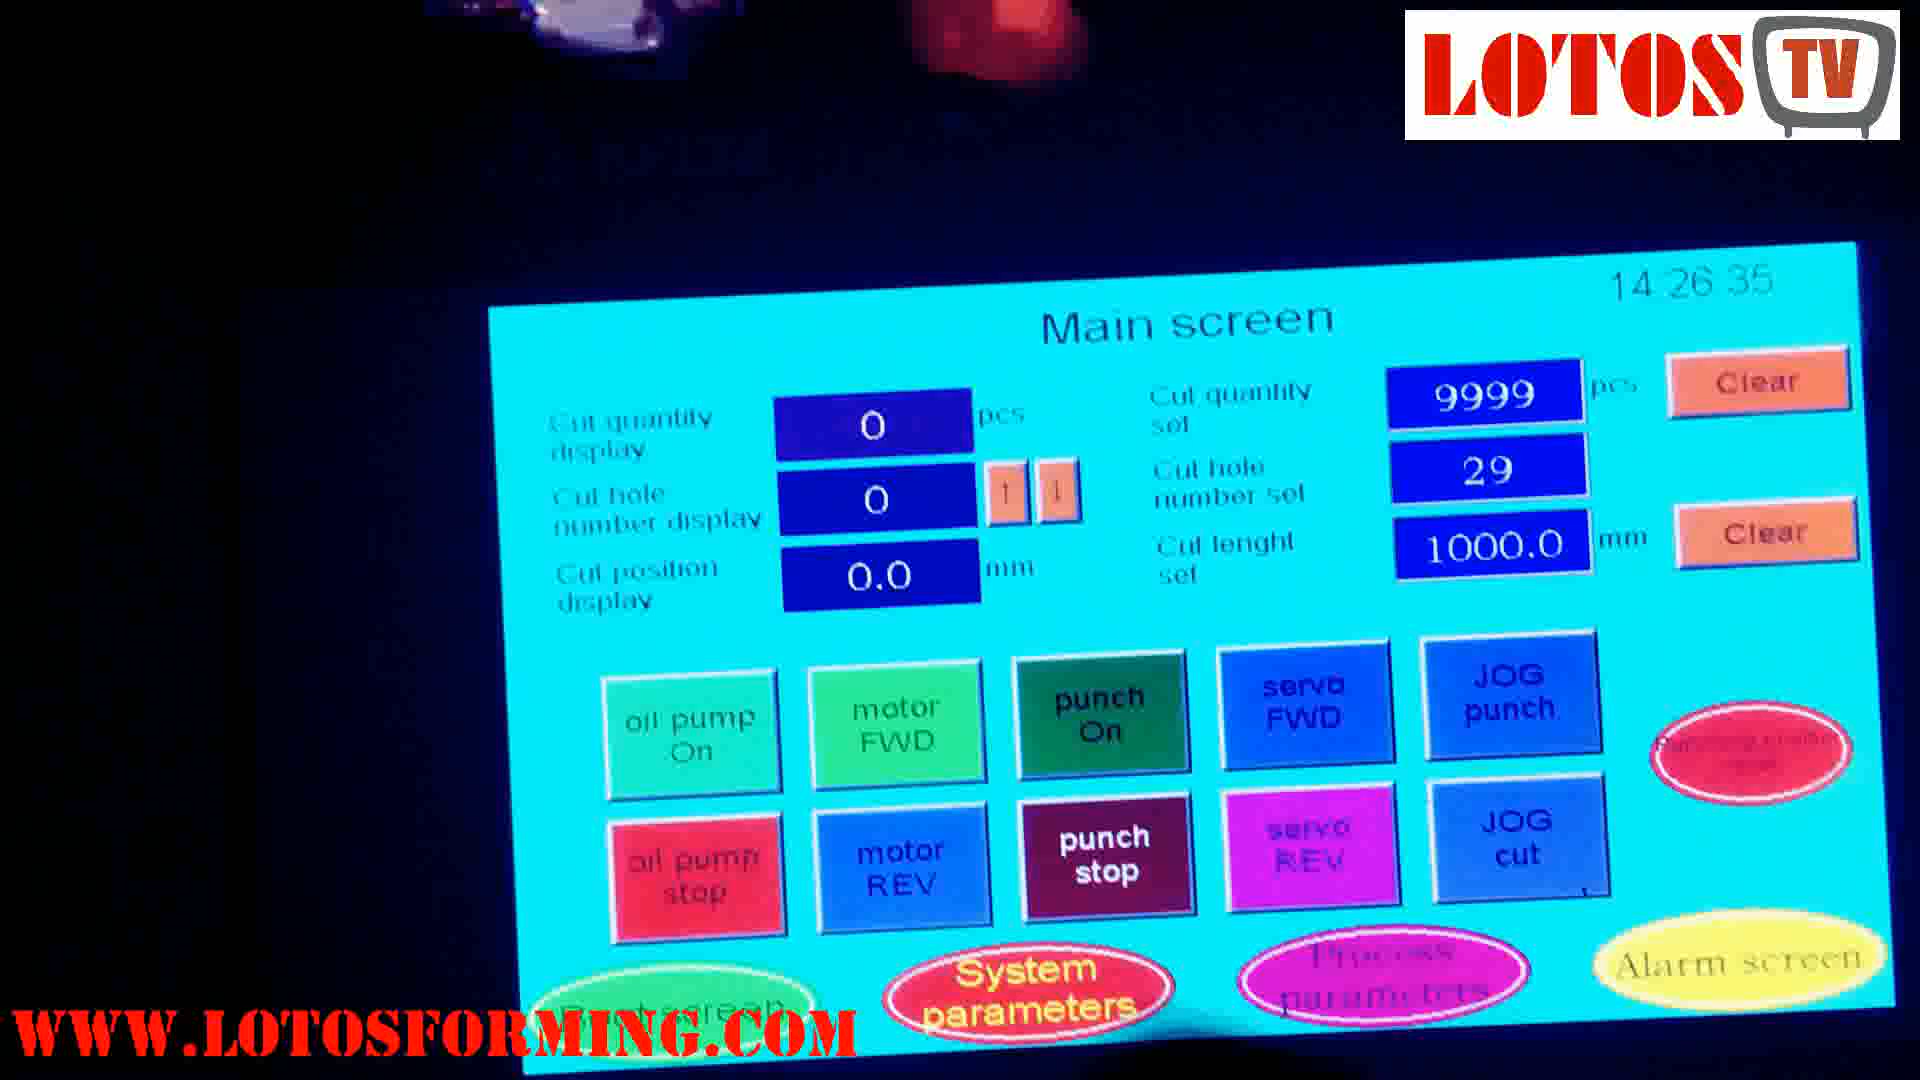 LOTOS TV
14:26:35
Main screen
Cut quantity
display
0
pcs
Cut quantity
set
9999
pcs
Clear
Cut hole
number display
0
↑
↓
Cut hole
number set
29
Cut position
display
0.0
mm
Cut lenght
set
1000.0
mm
Clear
oil pump
On
motor
FWD
punch
On
servo
FWD
JOG
punch
oil pump
stop
motor
REV
punch
stop
servo
REV
JOG
cut
screen
System
parameters
Process
parameters
Alarm screen
WWW.LOTOSFORMING.COM